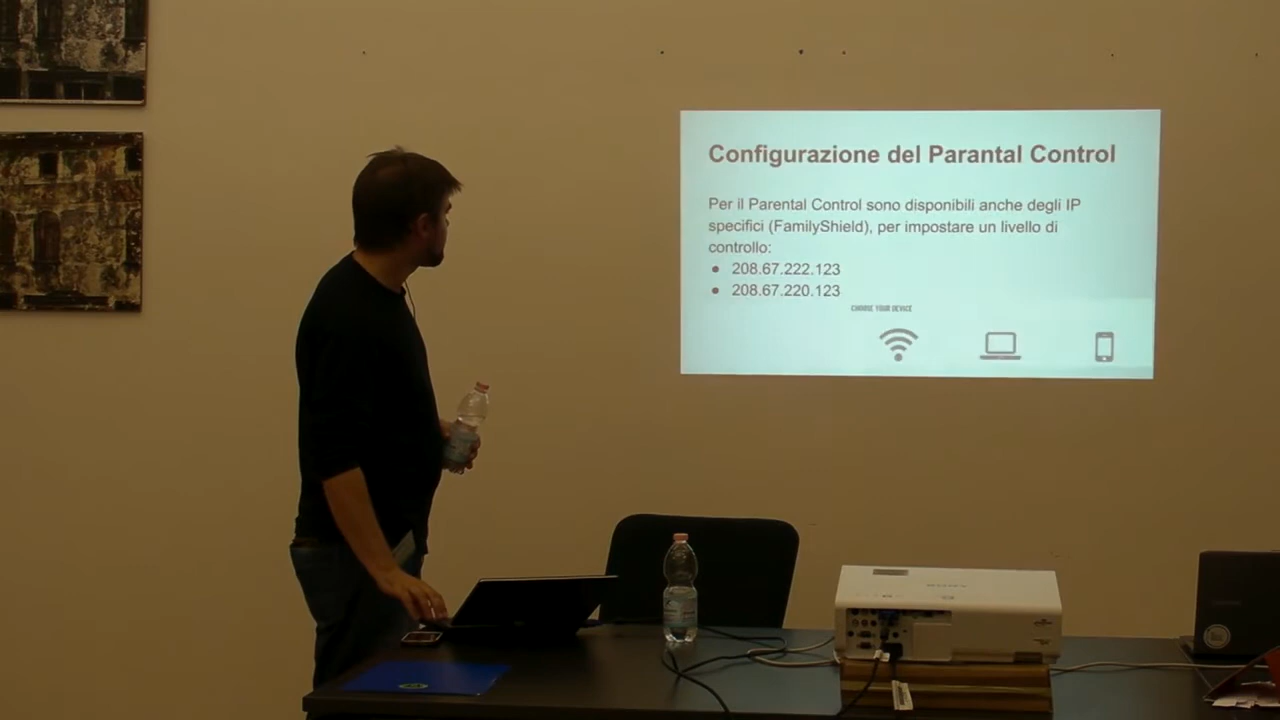 Configurazione del Parantal Control
Per il Parental Control sono disponibili anche degli IP
specifici (FamilyShield), per impostare un livello di
controllo:
• 208.67.222.123
• 208.67.220.123
CHOOSE YOUR DEVICE
SONY